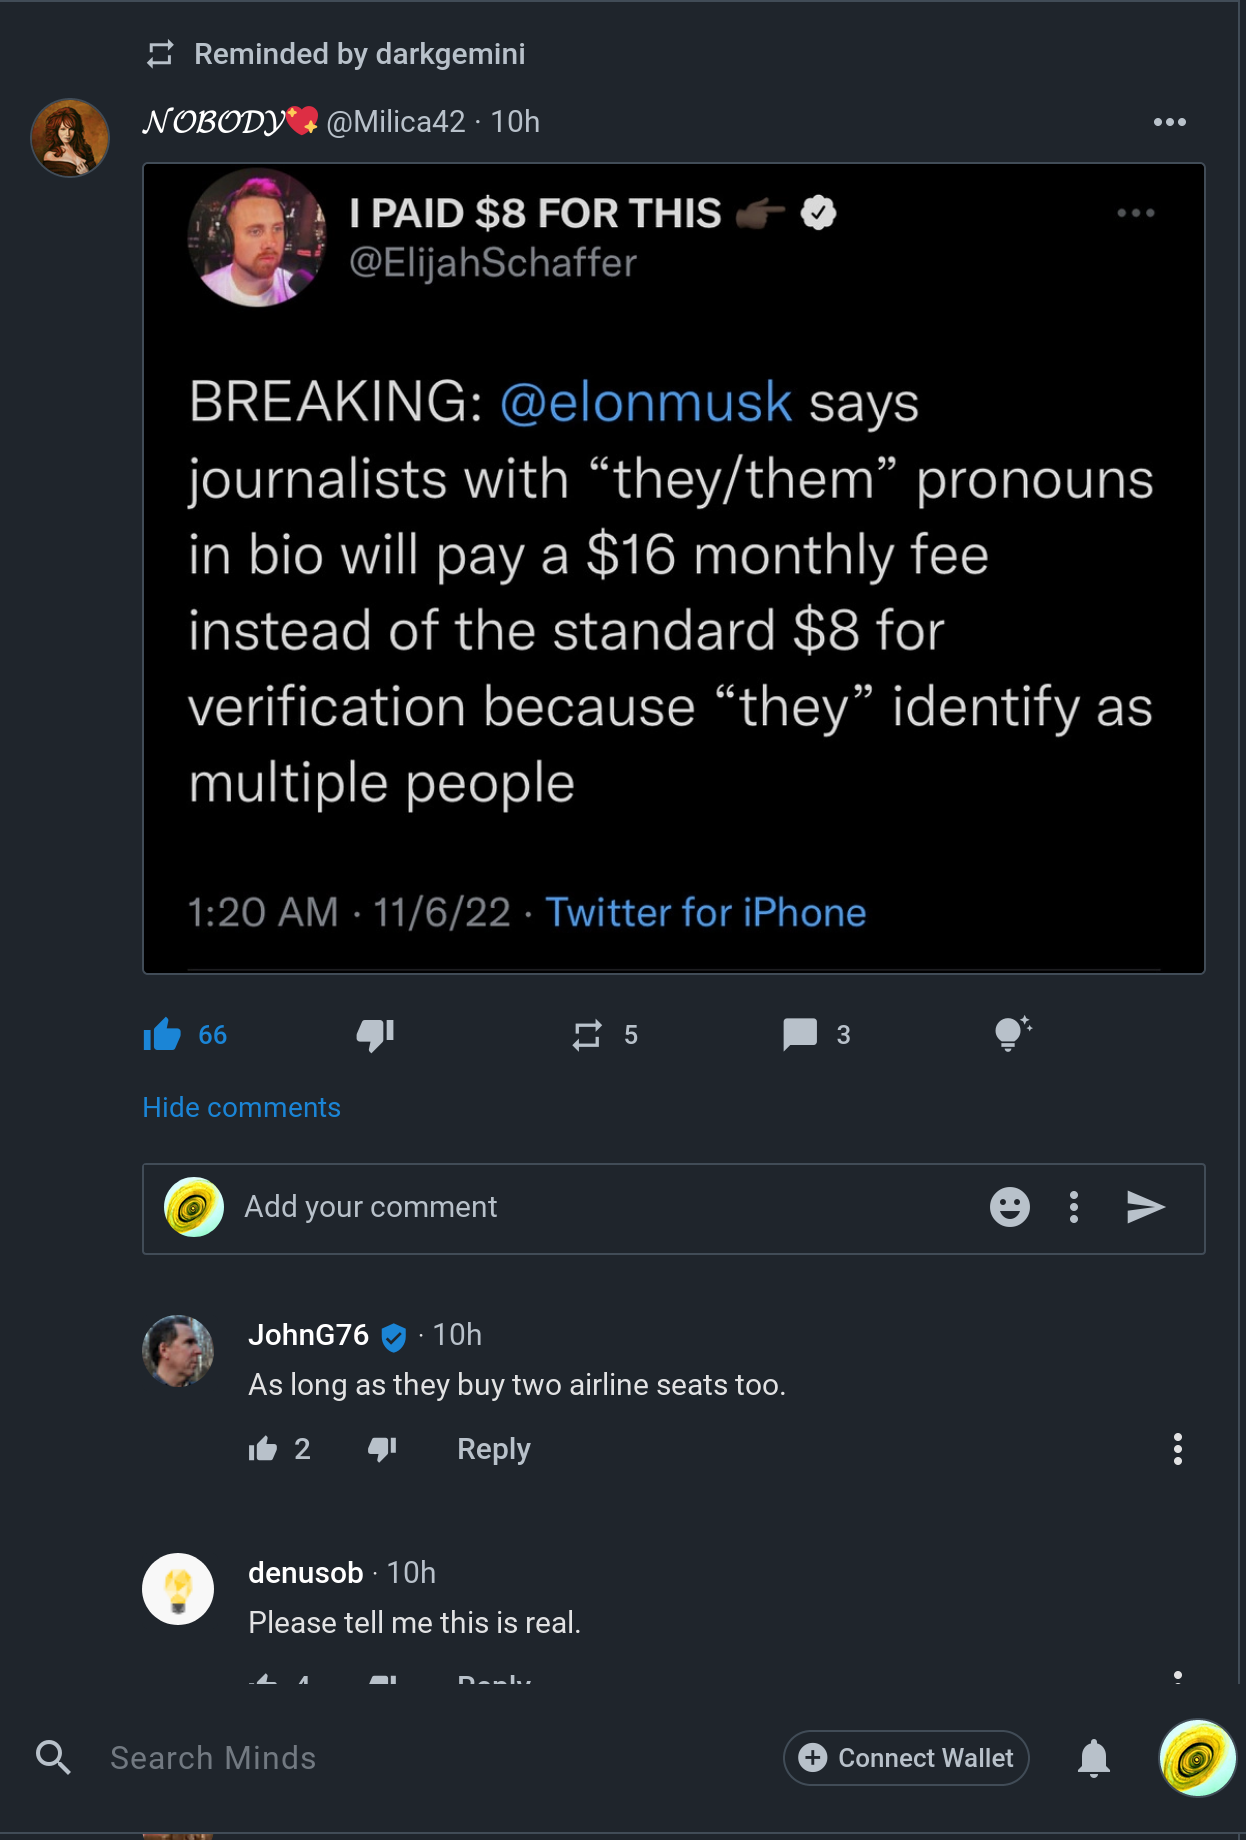 Reminded by darkgemini
NOBODY💖 @Milica42 · 10h
I PAID $8 FOR THIS
@ElijahSchaffer
BREAKING: @elonmusk says
journalists with “they/them” pronouns
in bio will pay a $16 monthly fee
instead of the standard $8 for
verification because “they” identify as
multiple people
1:20 AM · 11/6/22 · Twitter for iPhone
66
5
3
Hide comments
Add your comment
JohnG76 · 10h
As long as they buy two airline seats too.
2 Reply
denusob · 10h
Please tell me this is real.
4 Reply
Search Minds
Connect Wallet